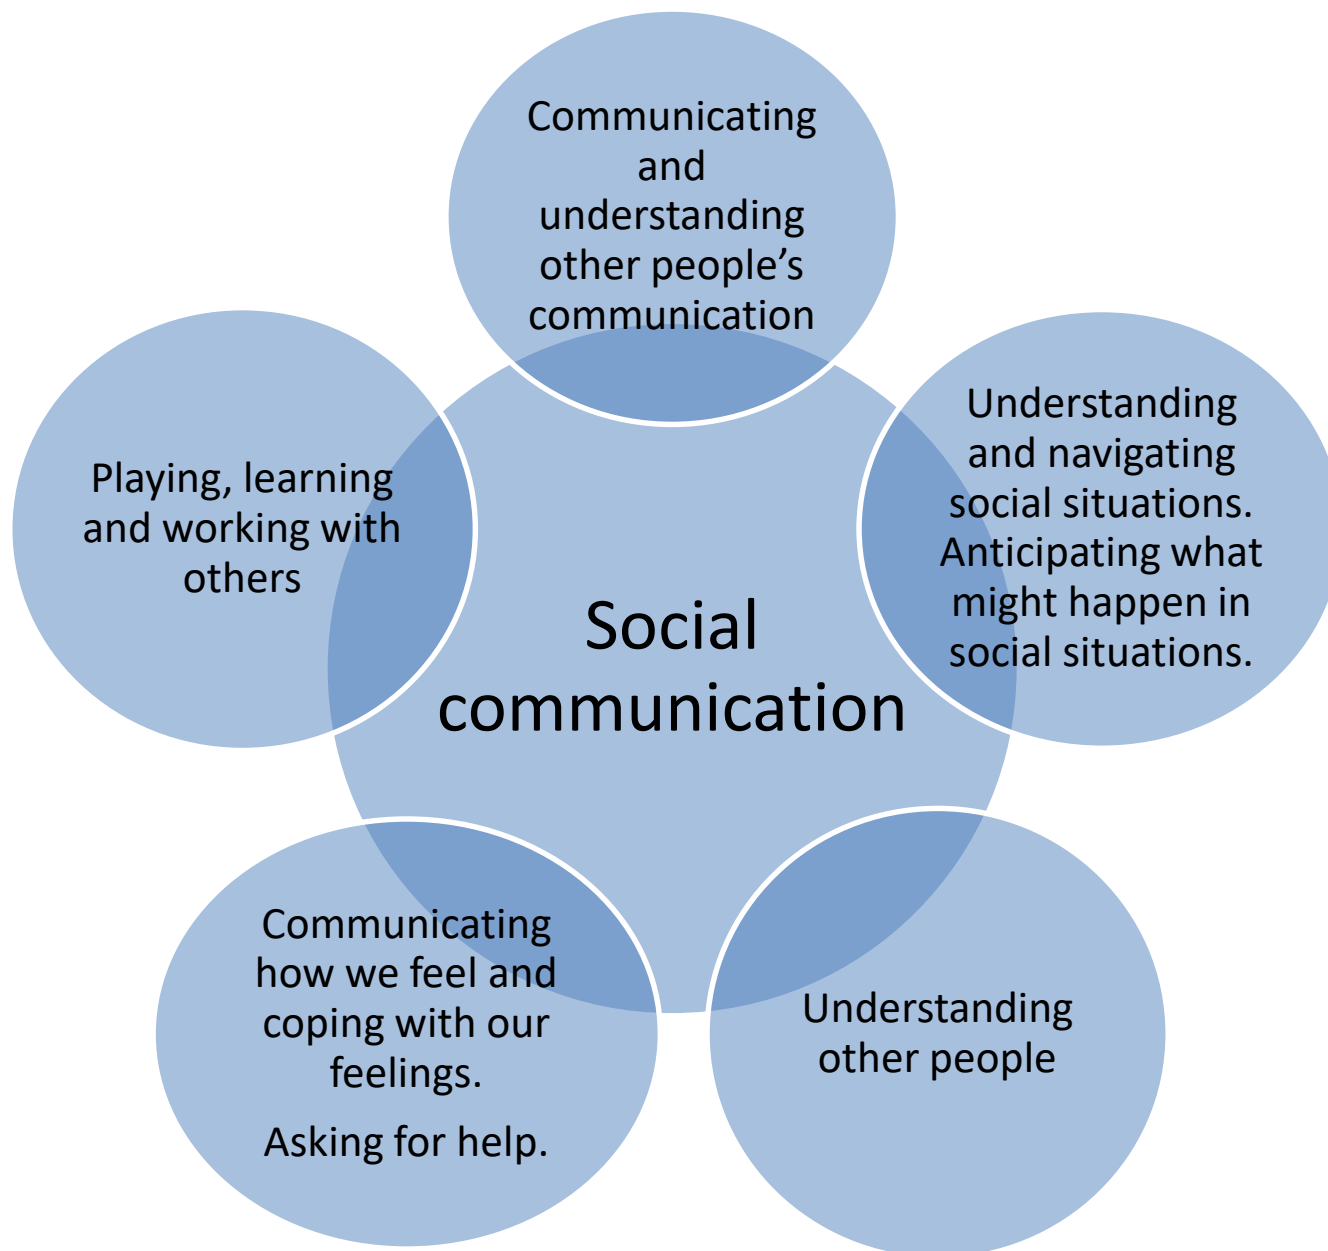 Communicating
and
understanding
other people’s
communication
Understanding
and navigating
social situations.
Anticipating what
might happen in
social situations.
Playing, learning
and working with
others
Social
communication
Communicating
how we feel and
coping with our
feelings.
Asking for help.
Understanding
other people